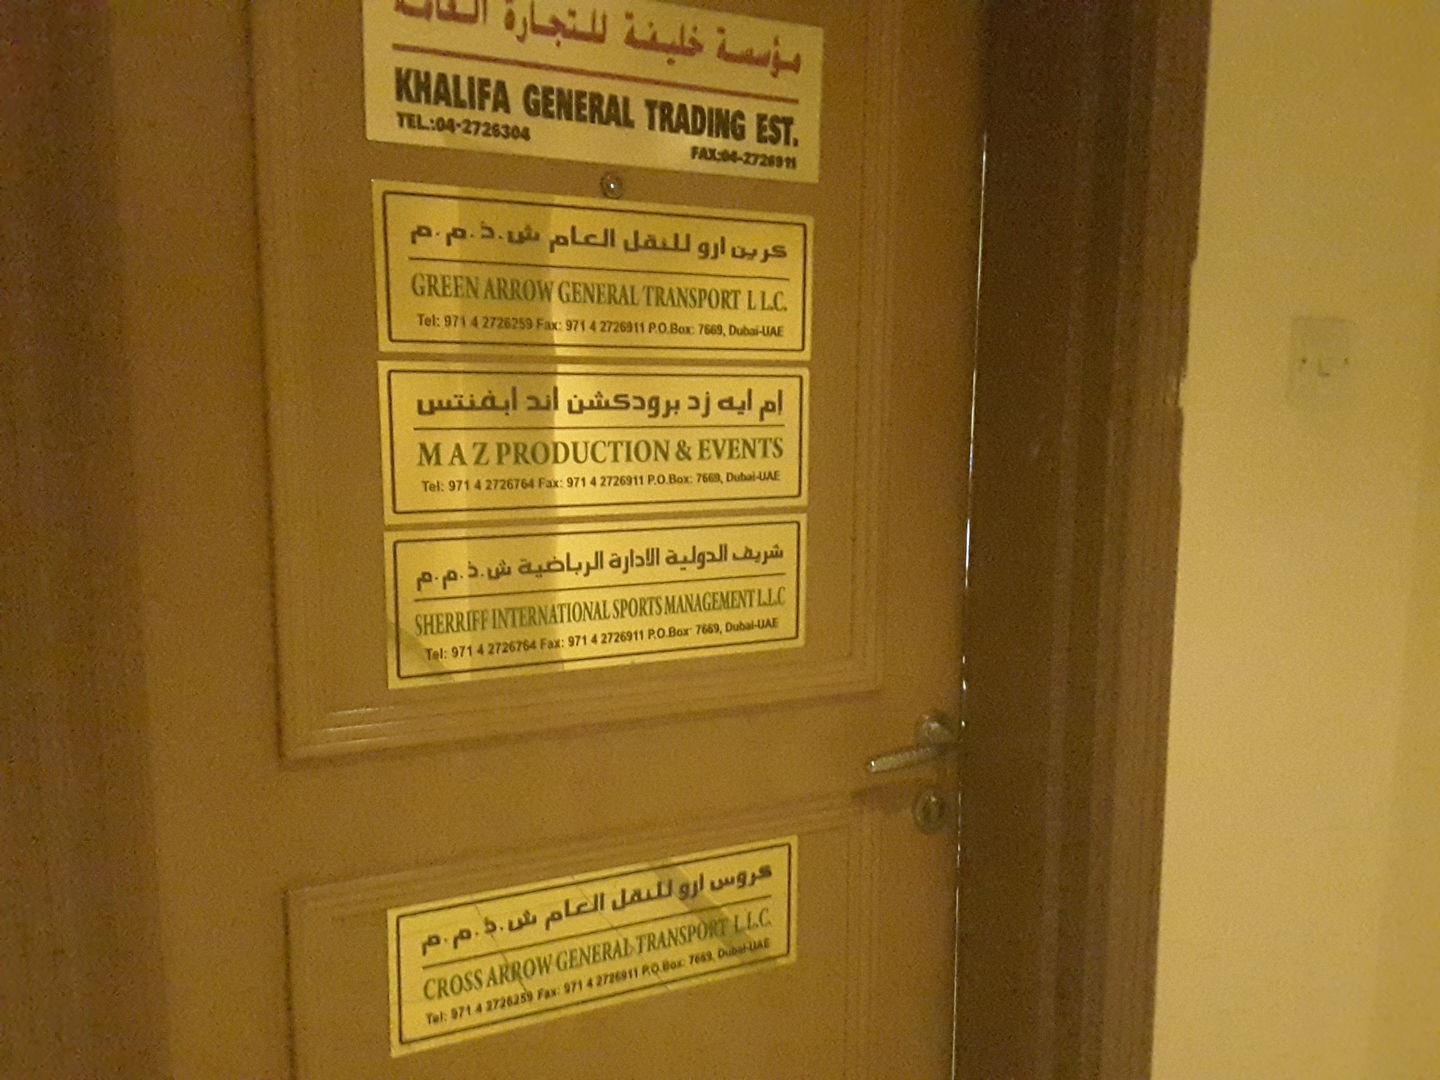 مؤسسة خليفة للتجارة العامة
KHALIFA GENERAL TRADING EST.
TEL.:04-2726304
FAX:04-2726911
كرين ارو للنقل العام ش.ذ.م.م
GREEN ARROW GENERAL TRANSPORT L L.C.
Tel: 971 4 2726259 Fax: 971 4 2726911 P.O.Box: 7669, Dubai-UAE
إم ايه زد برودكشن أند أيفنتس
M A Z PRODUCTION & EVENTS
Tel: 971 4 2726764 Fax: 971 4 2726911 P.O.Box: 7669, Dubai-UAE
شريف الدولية الادارة الرياضية ش.ذ.م.م
SHERRIFF INTERNATIONAL SPORTS MANAGEMENT L.L.C
Tel: 971 4 2726764 Fax: 971 4 2726911 P.O.Box: 7669, Dubai-UAE
كروس ارو للنقل العام ش.ذ.م.م
CROSS ARROW GENERAL TRANSPORT L.L.C.
Tel: 971 4 2726259 Fax: 971 4 2726911 P.O.Box: 7669, Dubai-UAE